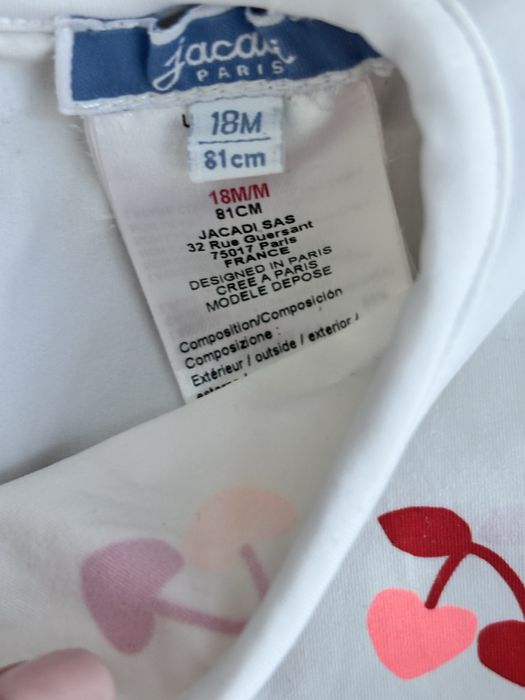 jacadi
PARIS
18M
81cm
18M/M
81CM
JACADI SAS
32 Rue Guersant
75017 Paris
FRANCE
DESIGNED IN PARIS
CREE A PARIS
MODELE DEPOSE
Composition/Composición
Composizione :
Extérieur / outside / exterior /